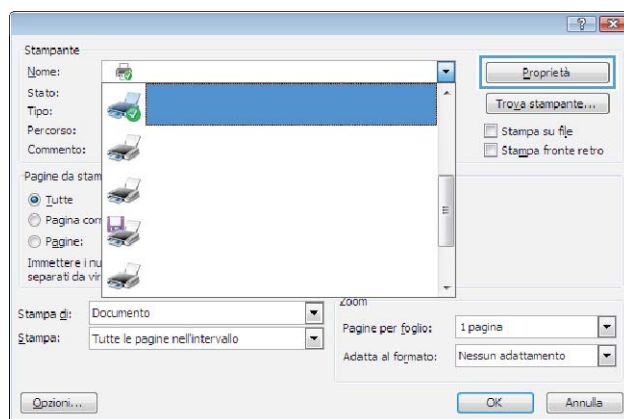 Stampante
Nome:
Proprietà
Stato:
Tipo:
Trova stampante...
Percorso:
Stampa su file
Commento:
Stampa fronte retro
Pagine da stam
Tutte
Pagina corr
Pagine:
Immettere i nu
separati da vir
Zoom
Stampa di: Documento
Pagine per foglio: 1 pagina
Stampa: Tutte le pagine nell'intervallo
Adatta al formato: Nessun adattamento
Opzioni... OK Annulla